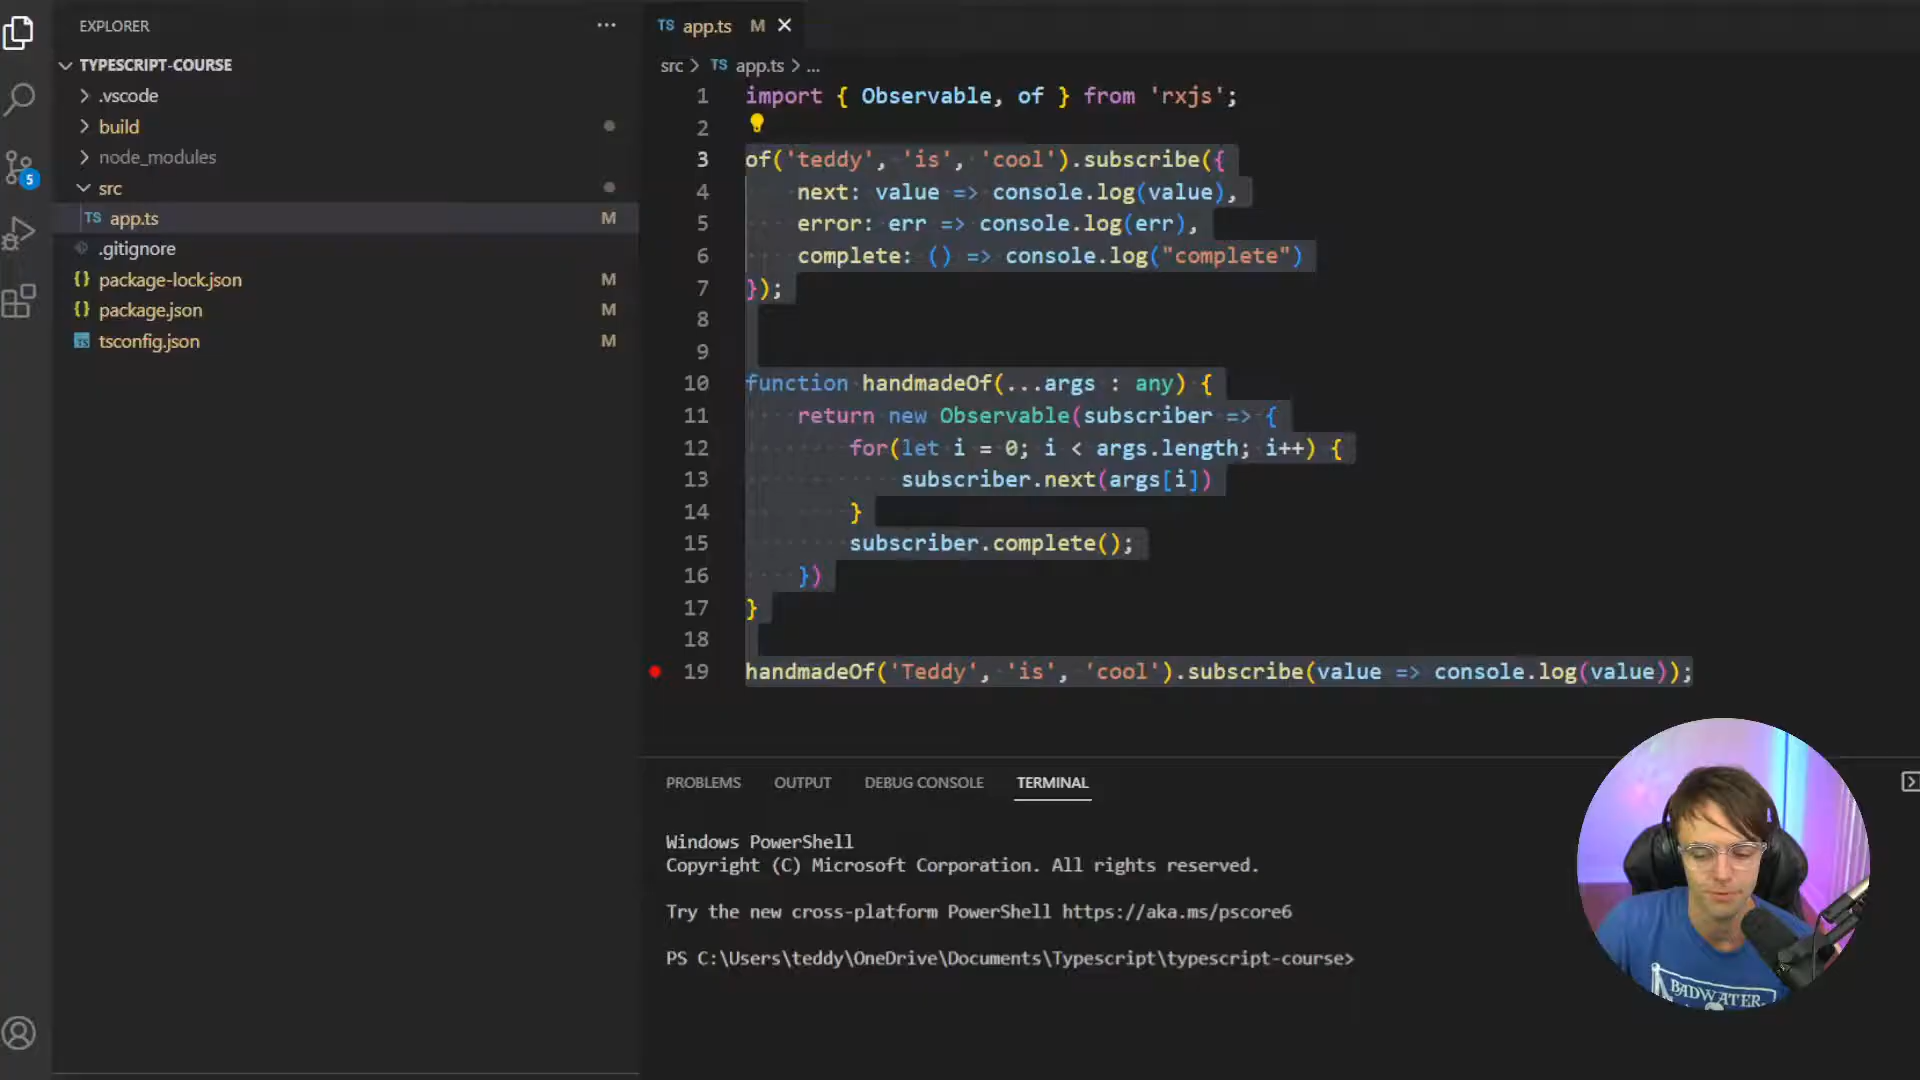 EXPLORER
TYPESCRIPT-COURSE
.vscode
build
node_modules
src
TS app.ts M
.gitignore
{} package-lock.json M
{} package.json M
TS tsconfig.json M
5
TS app.ts M
src > TS app.ts > ...
1 import { Observable, of } from 'rxjs';
2
3 of('teddy', 'is', 'cool').subscribe({
4 next: value => console.log(value),
5 error: err => console.log(err),
6 complete: () => console.log("complete")
7 });
8
9
10 function handmadeOf(...args : any) {
11 return new Observable(subscriber => {
12 for(let i = 0; i < args.length; i++) {
13 subscriber.next(args[i])
14 }
15 subscriber.complete();
16 })
17 }
18
19 handmadeOf('Teddy', 'is', 'cool').subscribe(value => console.log(value));
PROBLEMS OUTPUT DEBUG CONSOLE TERMINAL
Windows PowerShell
Copyright (C) Microsoft Corporation. All rights reserved.
Try the new cross-platform PowerShell https://aka.ms/pscore6
PS C:\Users\teddy\OneDrive\Documents\Typescript\typescript-course>
BADWATER